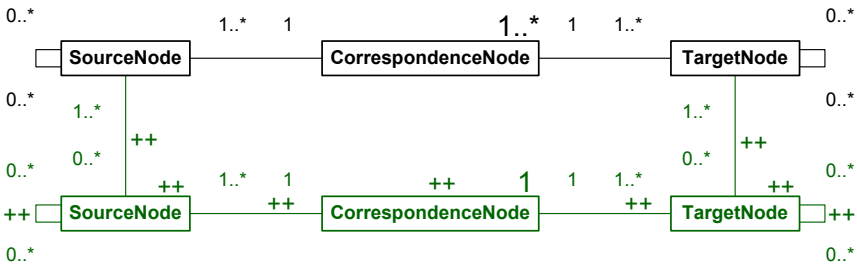 0..* 1..* 1 1..* 1 1..* 0..*
SourceNode CorrespondenceNode TargetNode
0..* 0..*
1..* 1..*
++ ++
0..* 0..*
0..* 0..*
++ 1..* 1 ++ 1 1 1..* ++
++ SourceNode ++ CorrespondenceNode ++ TargetNode ++
0..* 0..*